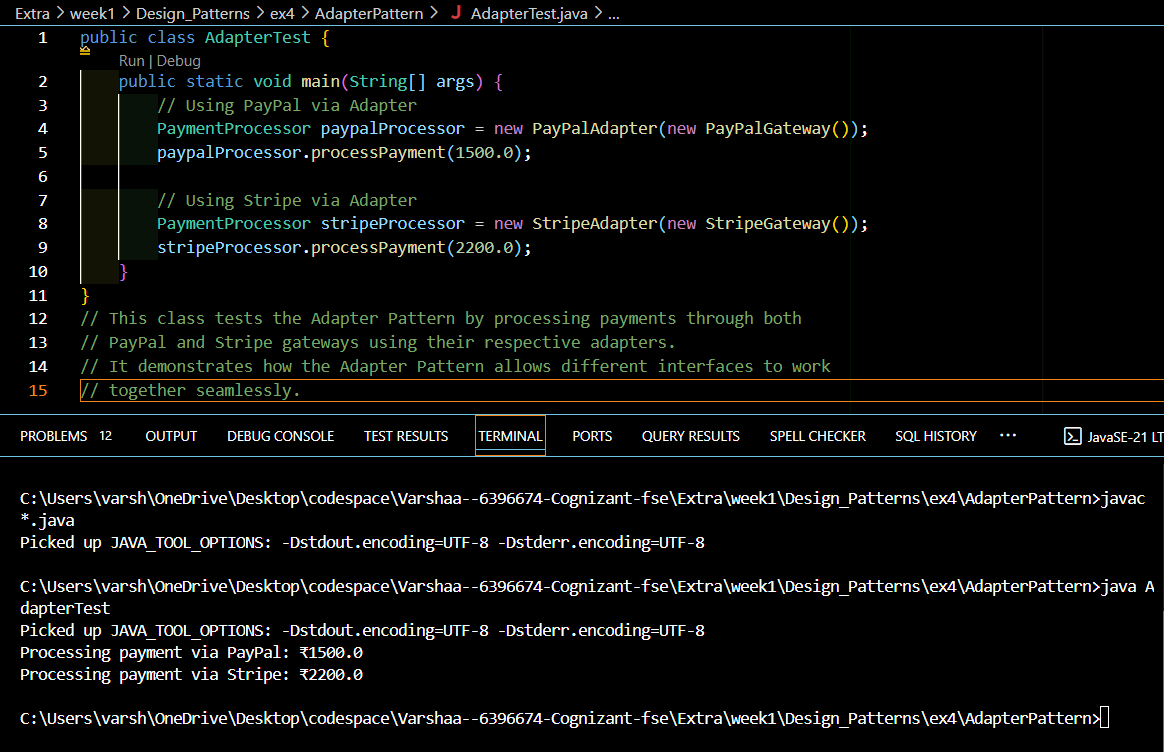 Extra > week1 > Design_Patterns > ex4 > AdapterPattern > J AdapterTest.java > ...
1 public class AdapterTest {
Run | Debug
2 public static void main(String[] args) {
3 // Using PayPal via Adapter
4 PaymentProcessor paypalProcessor = new PayPalAdapter(new PayPalGateway());
5 paypalProcessor.processPayment(1500.0);
6
7 // Using Stripe via Adapter
8 PaymentProcessor stripeProcessor = new StripeAdapter(new StripeGateway());
9 stripeProcessor.processPayment(2200.0);
10 }
11 }
12 // This class tests the Adapter Pattern by processing payments through both
13 // PayPal and Stripe gateways using their respective adapters.
14 // It demonstrates how the Adapter Pattern allows different interfaces to work
15 // together seamlessly.
PROBLEMS 12 OUTPUT DEBUG CONSOLE TEST RESULTS TERMINAL PORTS QUERY RESULTS SPELL CHECKER SQL HISTORY ... JavaSE-21 LT
C:\Users\varsh\OneDrive\Desktop\codespace\Varshaa--6396674-Cognizant-fse\Extra\week1\Design_Patterns\ex4\AdapterPattern>javac
*.java
Picked up JAVA_TOOL_OPTIONS: -Dstdout.encoding=UTF-8 -Dstderr.encoding=UTF-8
C:\Users\varsh\OneDrive\Desktop\codespace\Varshaa--6396674-Cognizant-fse\Extra\week1\Design_Patterns\ex4\AdapterPattern>java A
dapterTest
Picked up JAVA_TOOL_OPTIONS: -Dstdout.encoding=UTF-8 -Dstderr.encoding=UTF-8
Processing payment via PayPal: ₹1500.0
Processing payment via Stripe: ₹2200.0
C:\Users\varsh\OneDrive\Desktop\codespace\Varshaa--6396674-Cognizant-fse\Extra\week1\Design_Patterns\ex4\AdapterPattern>